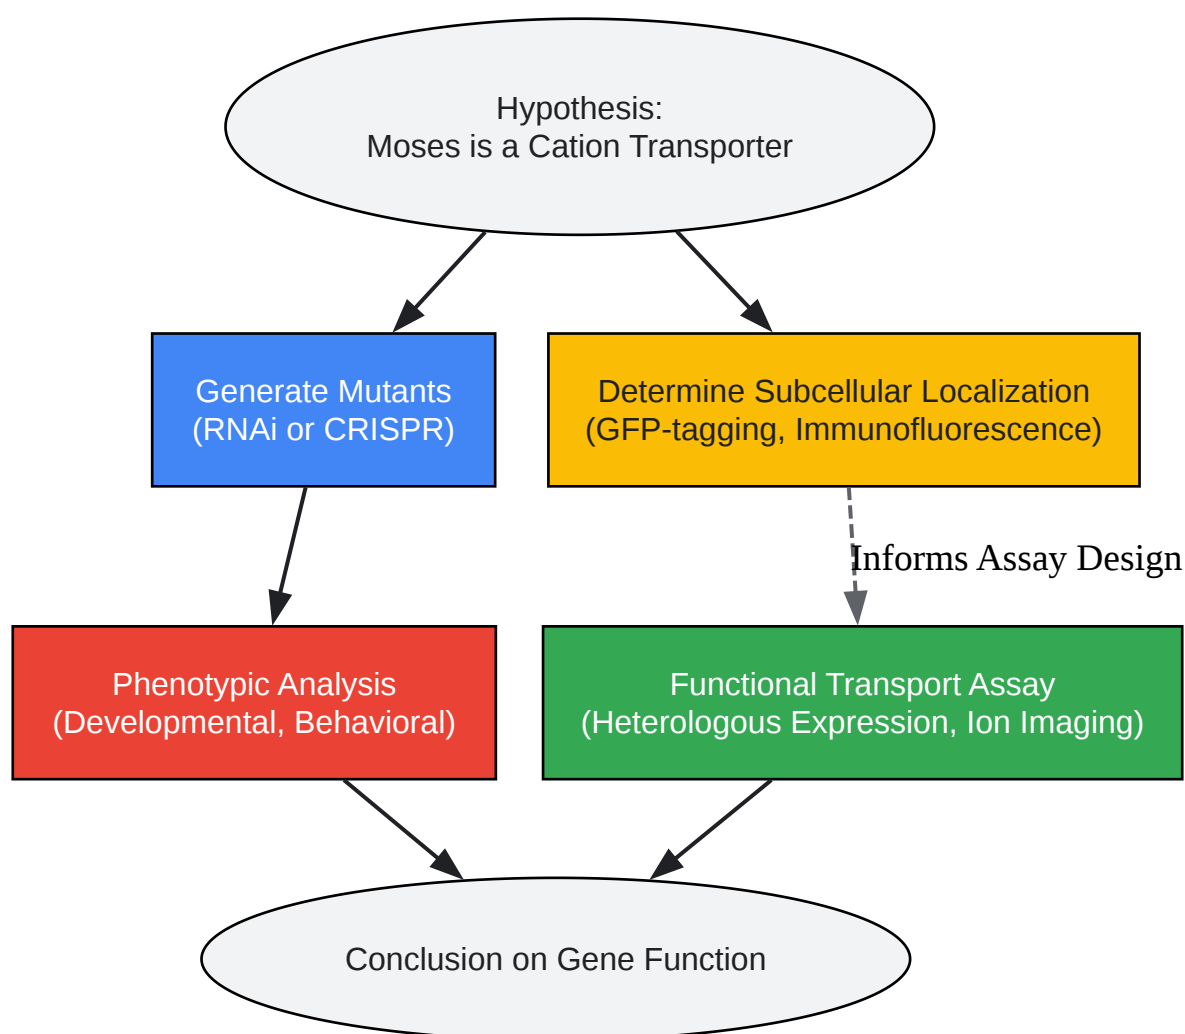 Hypothesis:
Moses is a Cation Transporter
Generate Mutants
(RNAi or CRISPR)
Determine Subcellular Localization
(GFP-tagging, Immunofluorescence)
Informs Assay Design
Phenotypic Analysis
(Developmental, Behavioral)
Functional Transport Assay
(Heterologous Expression, Ion Imaging)
Conclusion on Gene Function